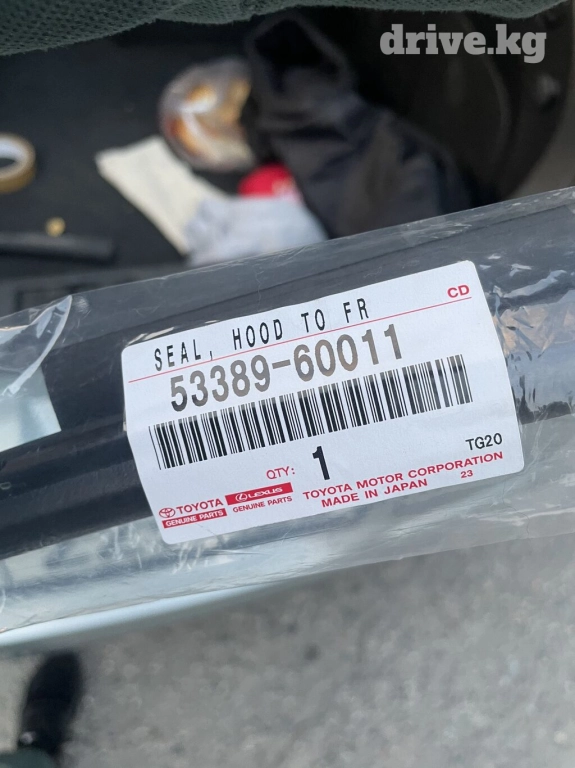 drive.kg
CD
SEAL, HOOD TO FR
53389-60011
QTY: 1
TG20
TOYOTA
GENUINE PARTS
LEXUS
GENUINE PARTS
TOYOTA MOTOR CORPORATION
MADE IN JAPAN 23